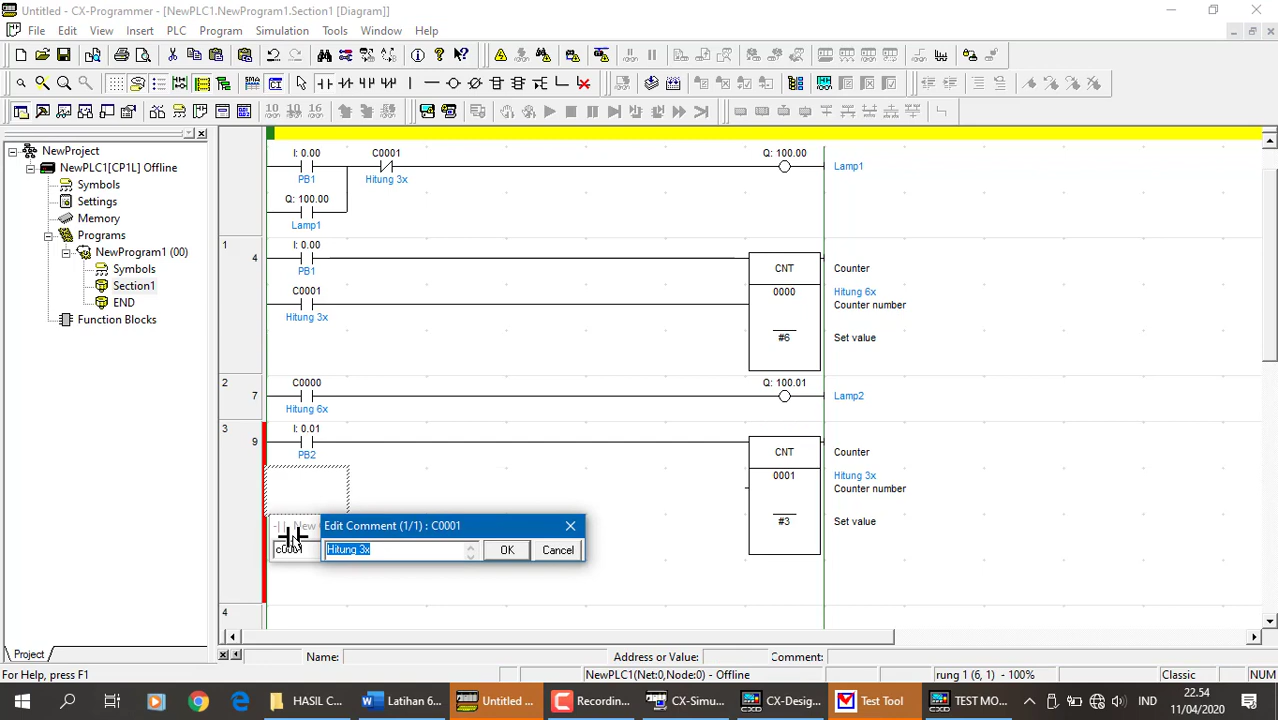 Untitled - CX-Programmer - [NewPLC1.NewProgram1.Section1 [Diagram]]
File Edit View Insert PLC Program Simulation Tools Window Help
10 10 16
NewProject
NewPLC1[CP1L] Offline
Symbols
Settings
Memory
Programs
NewProgram1 (00)
Symbols
Section1
END
Function Blocks
Project
I: 0.00 C0001 Q: 100.00
Lamp1
PB1 Hitung 3x
Q: 100.00
Lamp1
1 I: 0.00
4
PB1
CNT Counter
C0001 0000 Hitung 6x
Counter number
Hitung 3x
#6 Set value
2 C0000 Q: 100.01
7 Lamp2
Hitung 6x
3 I: 0.01
9
PB2
CNT Counter
0001 Hitung 3x
Counter number
#3 Set value
New
Edit Comment (1/1) : C0001
c0001 Hitung 3x OK Cancel
4
Name: Address or Value: Comment:
For Help, press F1 NewPLC1(Net:0,Node:0) - Offline rung 1 (6, 1) - 100% Classic NUM
HASIL C... Latihan 6... Untitled ... Recordin... CX-Simu... CX-Desig... Test Tool TEST MO... IND 22.54
11/04/2020